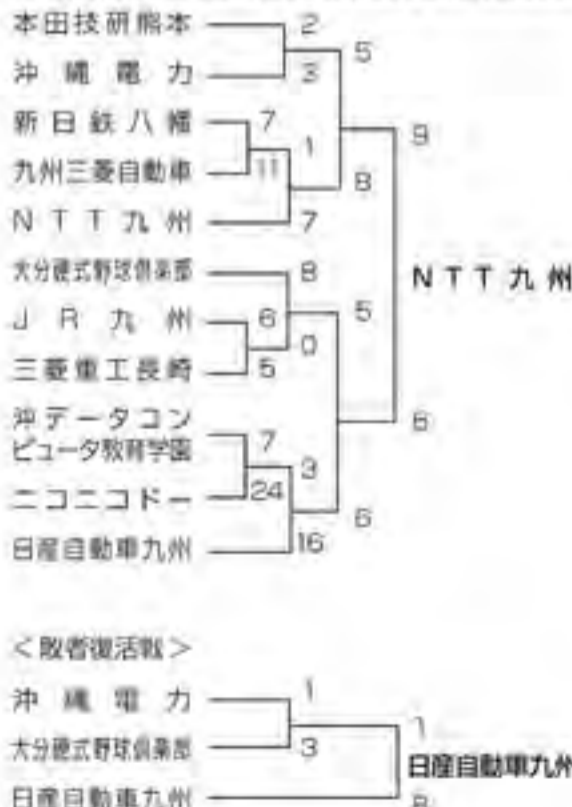 本田技研熊本 2
5
沖縄電力 3
9
新日鉄八幡 7
1
九州三菱自動車 11
8
NTT九州 7
大分硬式野球倶楽部 8
NTT九州
JR九州 6
5
0
三菱重工長崎 5
沖データコン
ピュータ教育学園 7
6
3
ニコニコドー 24
6
日産自動車九州 16
<敗者復活戦>
沖縄電力 1
1
大分硬式野球倶楽部 3
日産自動車九州
日産自動車九州